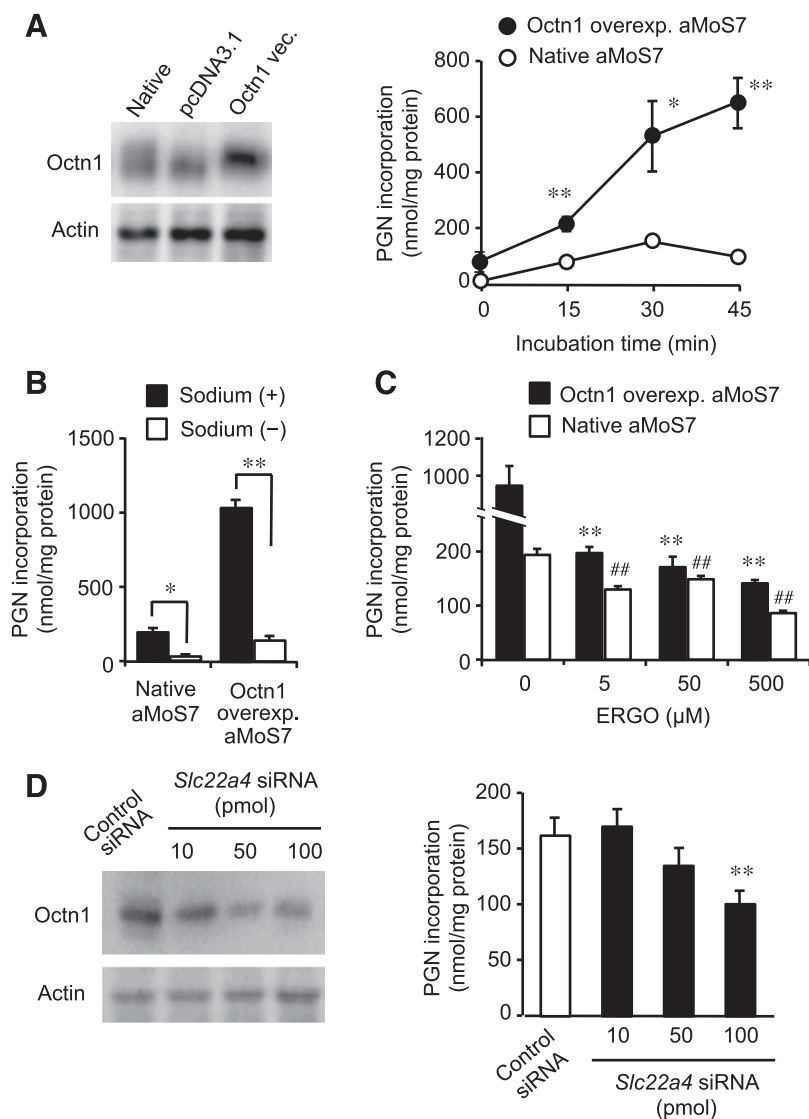 A
Native
pcDNA3.1
Octn1 vec.
Octn1
Actin
Octn1 overexp. aMoS7
Native aMoS7
PGN incorporation
(nmol/mg protein)
800
600
400
200
0
**
*
**
0 15 30 45
Incubation time (min)
B
Sodium (+)
Sodium (−)
PGN incorporation
(nmol/mg protein)
1500
1000
500
0
*
**
Native
aMoS7
Octn1
overexp.
aMoS7
C
Octn1 overexp. aMoS7
Native aMoS7
PGN incorporation
(nmol/mg protein)
1200
1000
200
100
0
** ## ** ## ** ##
0 5 50 500
ERGO (µM)
D
Control
siRNA
Slc22a4 siRNA
(pmol)
10 50 100
Octn1
Actin
PGN incorporation
(nmol/mg protein)
200
150
100
50
0
**
Control
siRNA
10 50 100
Slc22a4 siRNA
(pmol)